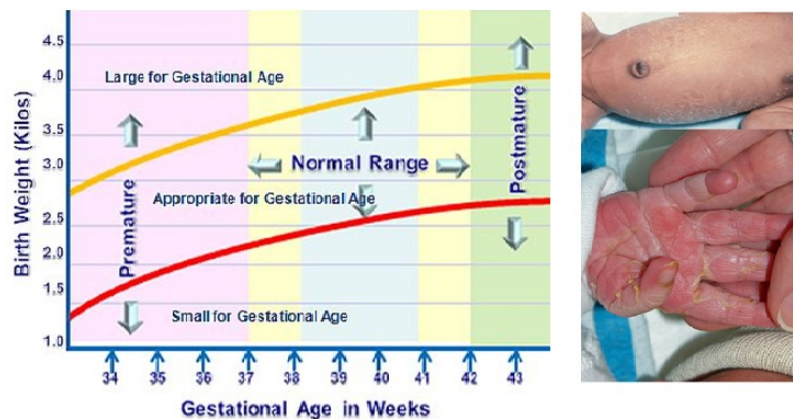 4.5
4.0
3.5
3.0
2.5
2.0
1.5
1.0
Birth Weight (Kilos)
Large for Gestational Age
Premature
Normal Range
Postmature
Appropriate for Gestational Age
Small for Gestational Age
34 35 36 37 38 39 40 41 42 43
Gestational Age in Weeks